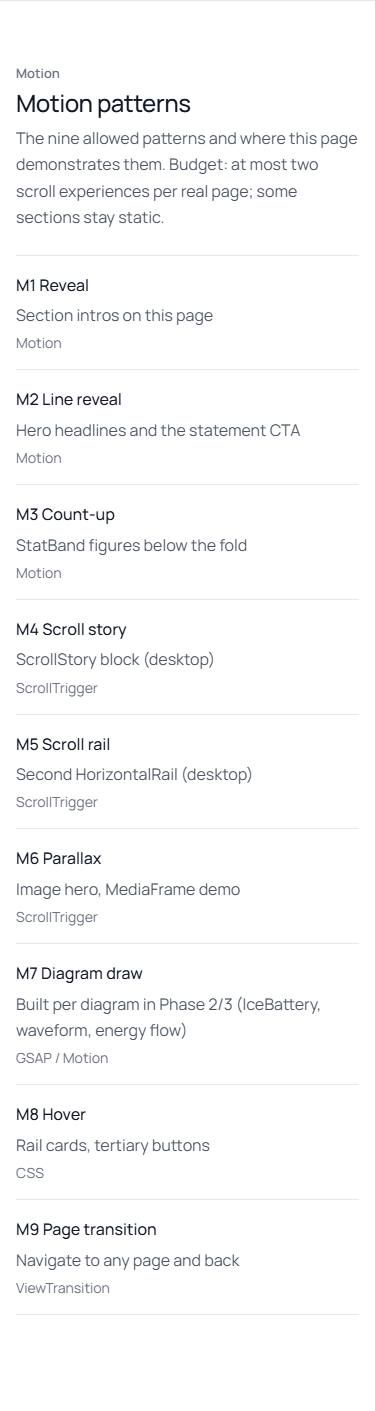 Motion
Motion patterns
The nine allowed patterns and where this page
demonstrates them. Budget: at most two
scroll experiences per real page; some
sections stay static.
M1 Reveal
Section intros on this page
Motion
M2 Line reveal
Hero headlines and the statement CTA
Motion
M3 Count-up
StatBand figures below the fold
Motion
M4 Scroll story
ScrollStory block (desktop)
ScrollTrigger
M5 Scroll rail
Second HorizontalRail (desktop)
ScrollTrigger
M6 Parallax
Image hero, MediaFrame demo
ScrollTrigger
M7 Diagram draw
Built per diagram in Phase 2/3 (IceBattery,
waveform, energy flow)
GSAP / Motion
M8 Hover
Rail cards, tertiary buttons
CSS
M9 Page transition
Navigate to any page and back
ViewTransition